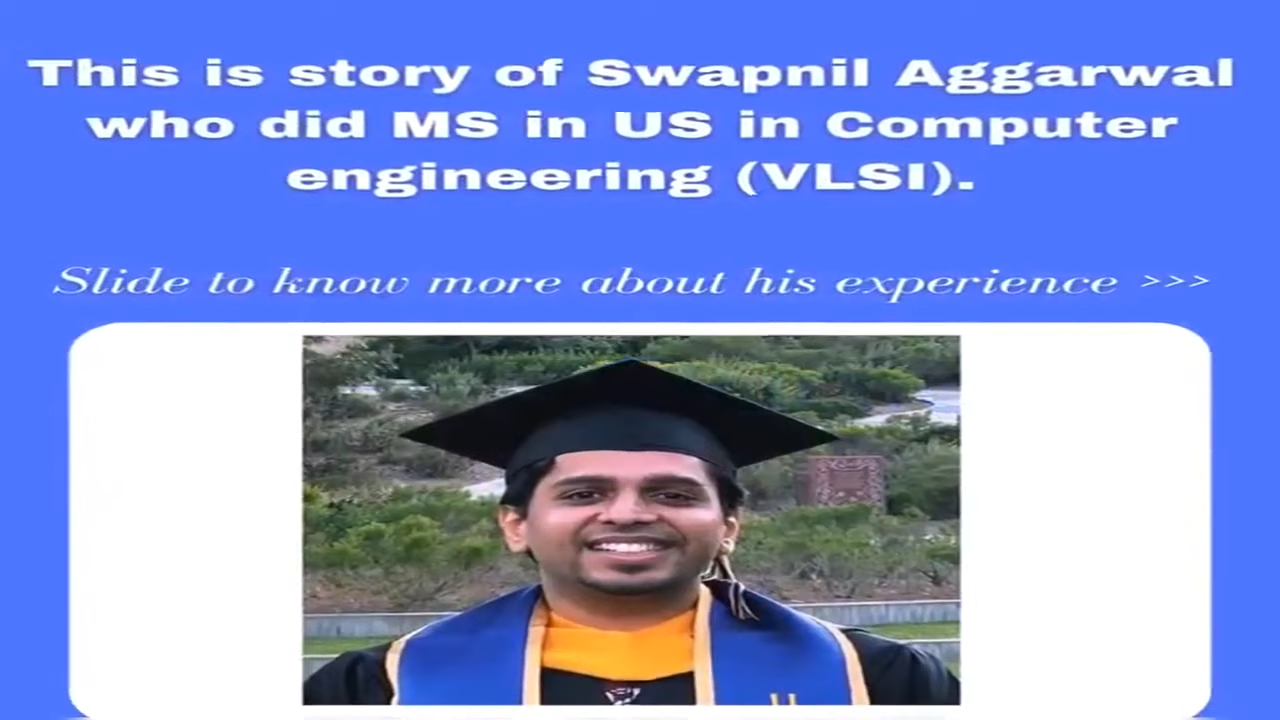 This is story of Swapnil Aggarwal
who did MS in US in Computer
engineering (VLSI).
Slide to know more about his experience >>>